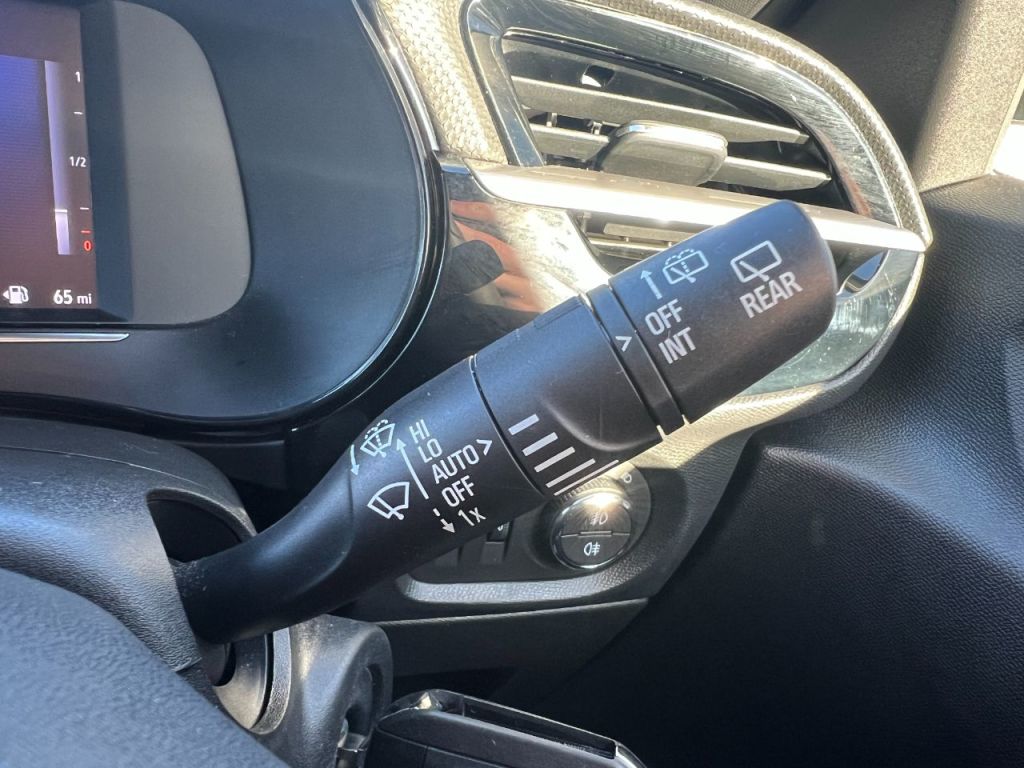 1
1/2
0
65 mi
OFF
INT
REAR
HI
LO
AUTO
OFF
1x